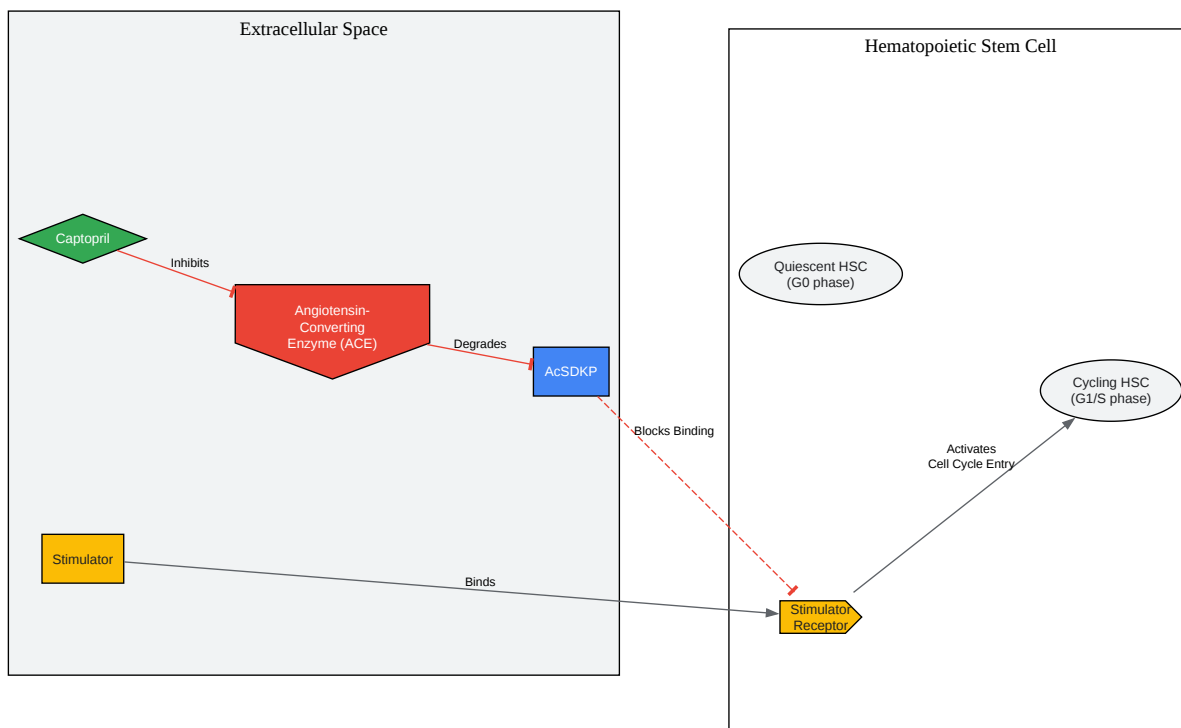 Extracellular Space
Hematopoietic Stem Cell
Captopril
Inhibits
Angiotensin-
Converting
Enzyme (ACE)
Degrades
AcSDKP
Quiescent HSC
(G0 phase)
Cycling HSC
(G1/S phase)
Blocks Binding
Activates
Cell Cycle Entry
Stimulator
Binds
Stimulator
Receptor